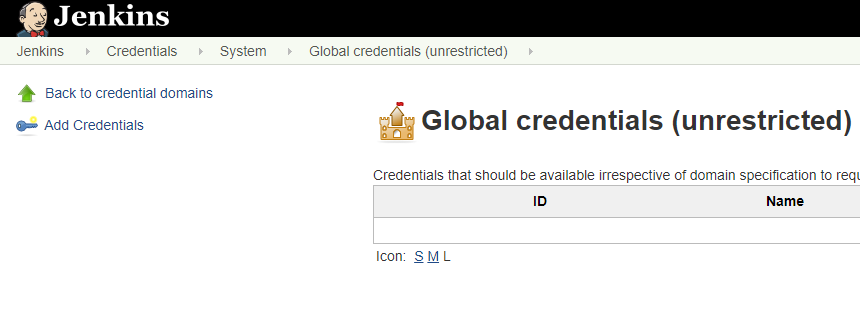 Jenkins
Jenkins Credentials System Global credentials (unrestricted)
Back to credential domains
Add Credentials
Global credentials (unrestricted)
Credentials that should be available irrespective of domain specification to requ
ID Name
Icon: S M L